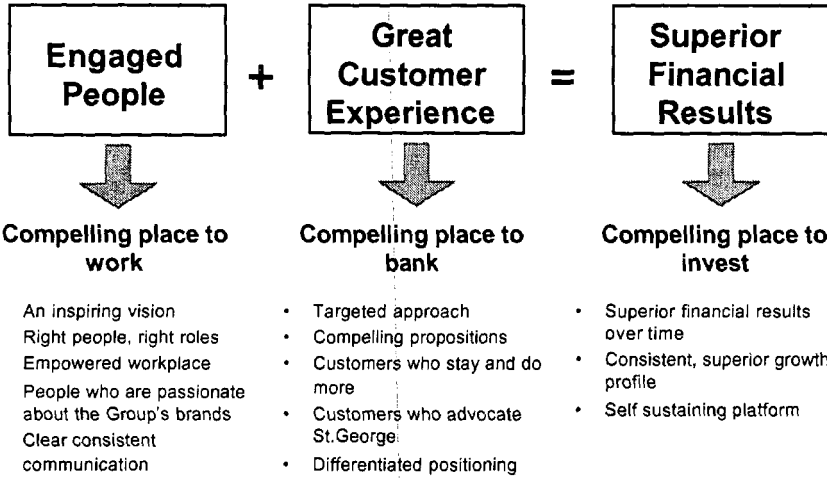 Engaged
People
+
Great
Customer
Experience
=
Superior
Financial
Results
Compelling place to
work
Compelling place to
bank
Compelling place to
invest
An inspiring vision
Right people, right roles
Empowered workplace
People who are passionate
about the Group's brands
Clear consistent
communication
• Targeted approach
• Compelling propositions
• Customers who stay and do
more
• Customers who advocate
St.George
• Differentiated positioning
• Superior financial results
over time
• Consistent, superior growth
profile
• Self sustaining platform